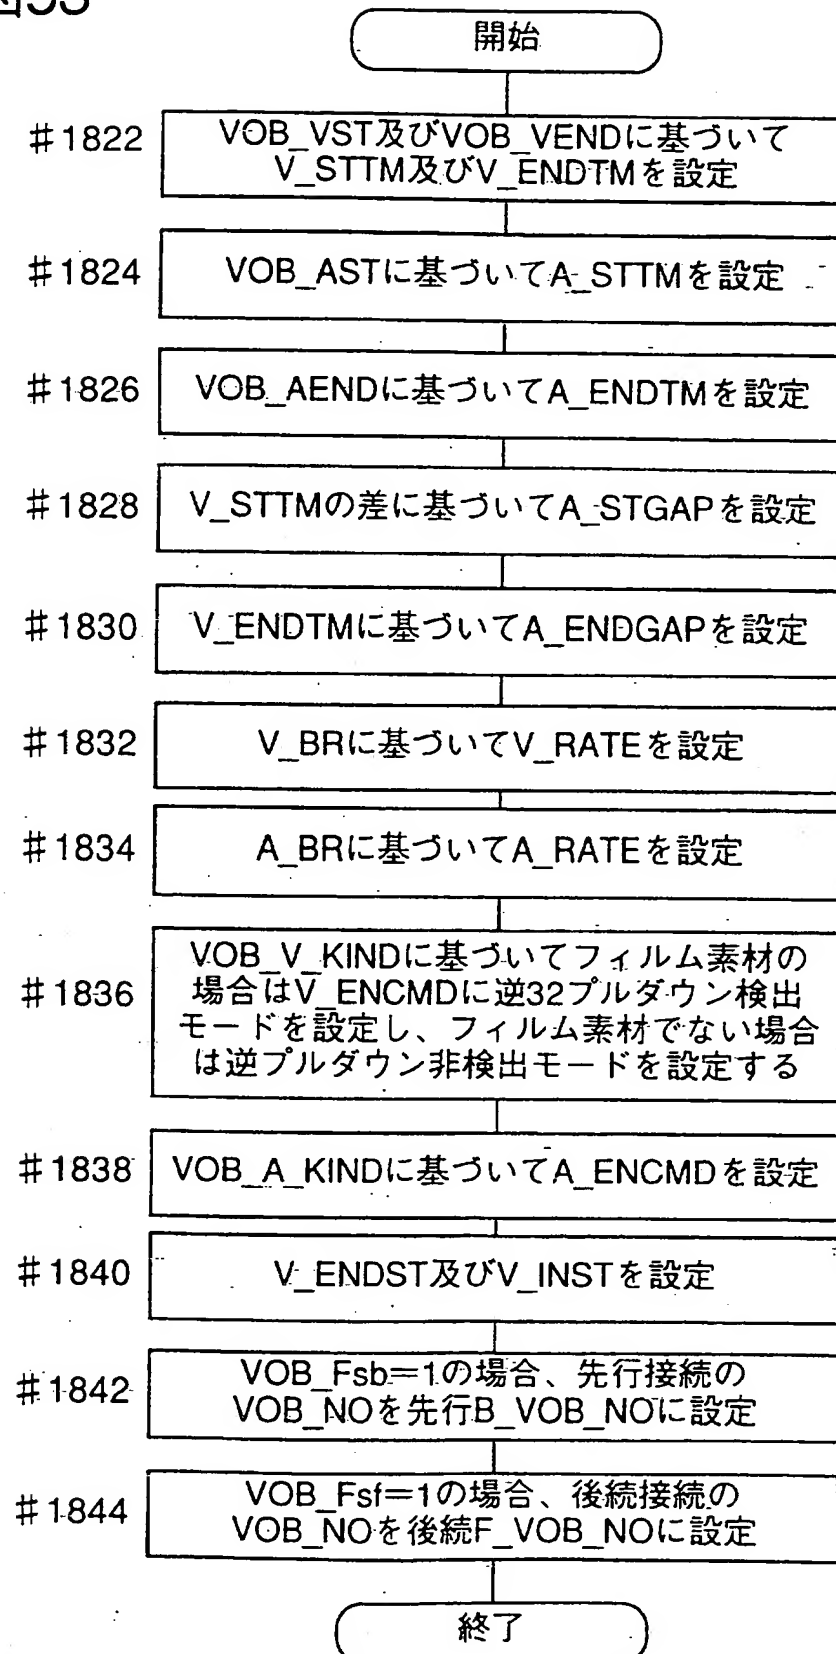 図53
開始
#1822
VOB_VST及びVOB_VENDに基づいて
V_STTM及びV_ENDTMを設定
#1824
VOB_ASTに基づいてA_STTMを設定
#1826
VOB_AENDに基づいてA_ENDTMを設定
#1828
V_STTMの差に基づいてA_STGAPを設定
#1830
V_ENDTMに基づいてA_ENDGAPを設定
#1832
V_BRに基づいてV_RATEを設定
#1834
A_BRに基づいてA_RATEを設定
#1836
VOB_V_KINDに基づいてフィルム素材の
場合はV_ENCMDに逆32プルダウン検出
モードを設定し、フィルム素材でない場合
は逆プルダウン非検出モードを設定する
#1838
VOB_A_KINDに基づいてA_ENCMDを設定
#1840
V_ENDST及びV_INSTを設定
#1842
VOB_Fsb=1の場合、先行接続の
VOB_NOを先行B_VOB_NOに設定
#1844
VOB_Fsf=1の場合、後続接続の
VOB_NOを後続F_VOB_NOに設定
終了